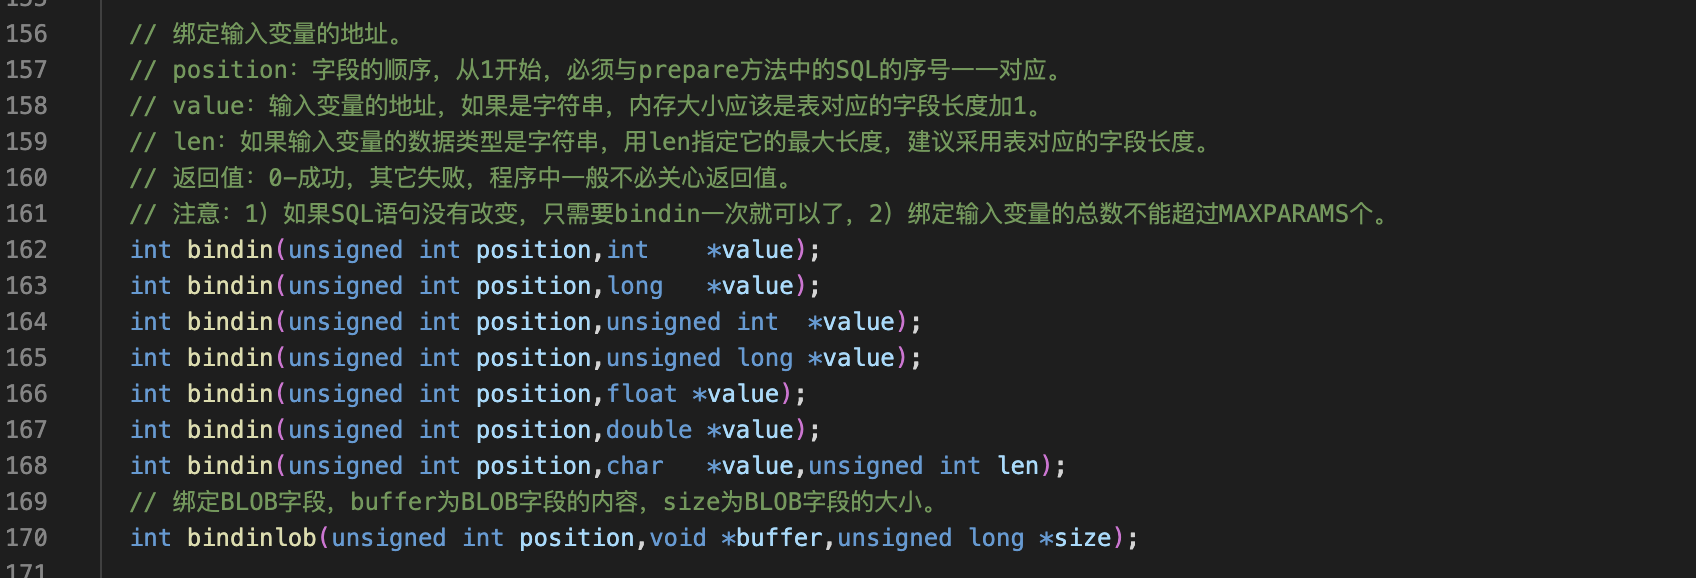 156 // 绑定输入变量的地址。
157 // position：字段的顺序，从1开始，必须与prepare方法中的SQL的序号一一对应。
158 // value：输入变量的地址，如果是字符串，内存大小应该是表对应的字段长度加1。
159 // len：如果输入变量的数据类型是字符串，用len指定它的最大长度，建议采用表对应的字段长度。
160 // 返回值：0-成功，其它失败，程序中一般不必关心返回值。
161 // 注意：1）如果SQL语句没有改变，只需要bindin一次就可以了，2）绑定输入变量的总数不能超过MAXPARAMS个。
162 int bindin(unsigned int position,int    *value);
163 int bindin(unsigned int position,long   *value);
164 int bindin(unsigned int position,unsigned int  *value);
165 int bindin(unsigned int position,unsigned long *value);
166 int bindin(unsigned int position,float *value);
167 int bindin(unsigned int position,double *value);
168 int bindin(unsigned int position,char   *value,unsigned int len);
169 // 绑定BLOB字段，buffer为BLOB字段的内容，size为BLOB字段的大小。
170 int bindinlob(unsigned int position,void *buffer,unsigned long *size);
171